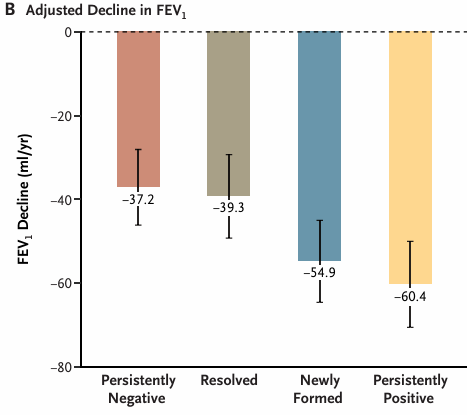 B Adjusted Decline in FEV₁
0
−20
−40
−60
−80
FEV₁ Decline (ml/yr)
−37.2
−39.3
−54.9
−60.4
Persistently
Negative
Resolved
Newly
Formed
Persistently
Positive